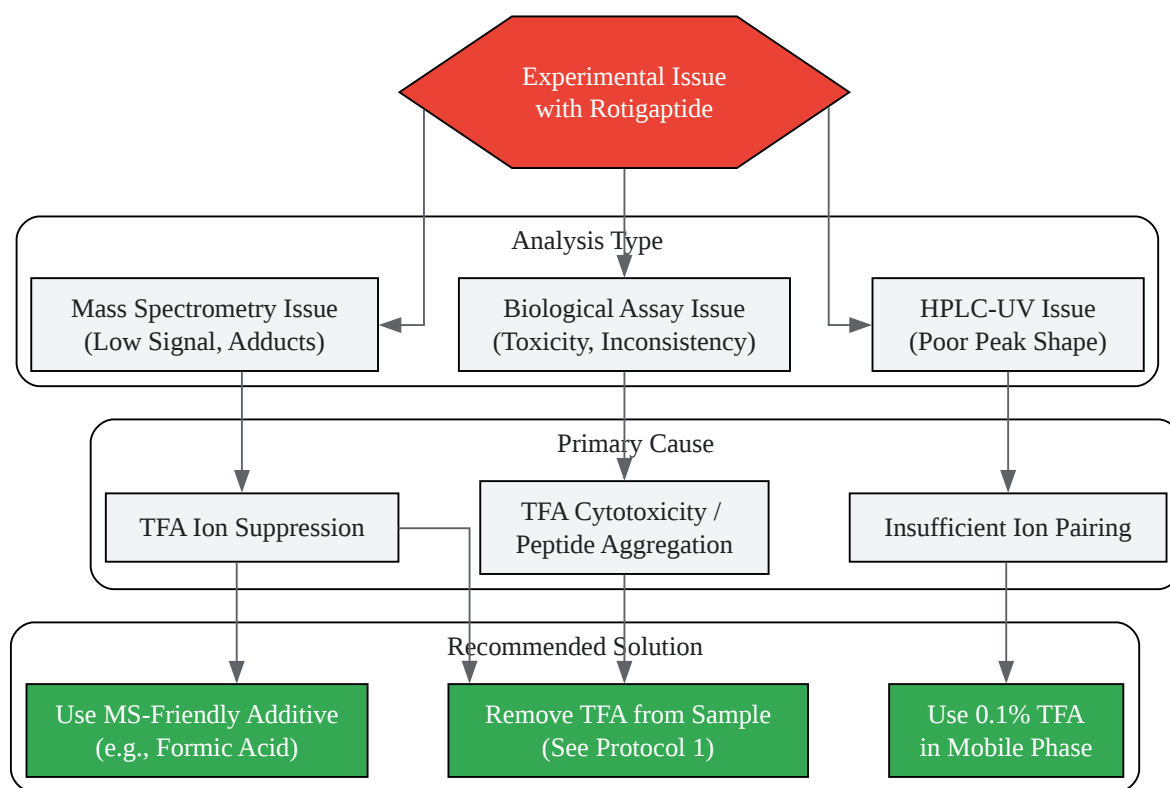 Experimental Issue
with Rotigaptide
Analysis Type
Mass Spectrometry Issue
(Low Signal, Adducts)
Biological Assay Issue
(Toxicity, Inconsistency)
HPLC-UV Issue
(Poor Peak Shape)
Primary Cause
TFA Ion Suppression
TFA Cytotoxicity /
Peptide Aggregation
Insufficient Ion Pairing
Recommended Solution
Use MS-Friendly Additive
(e.g., Formic Acid)
Remove TFA from Sample
(See Protocol 1)
Use 0.1% TFA
in Mobile Phase